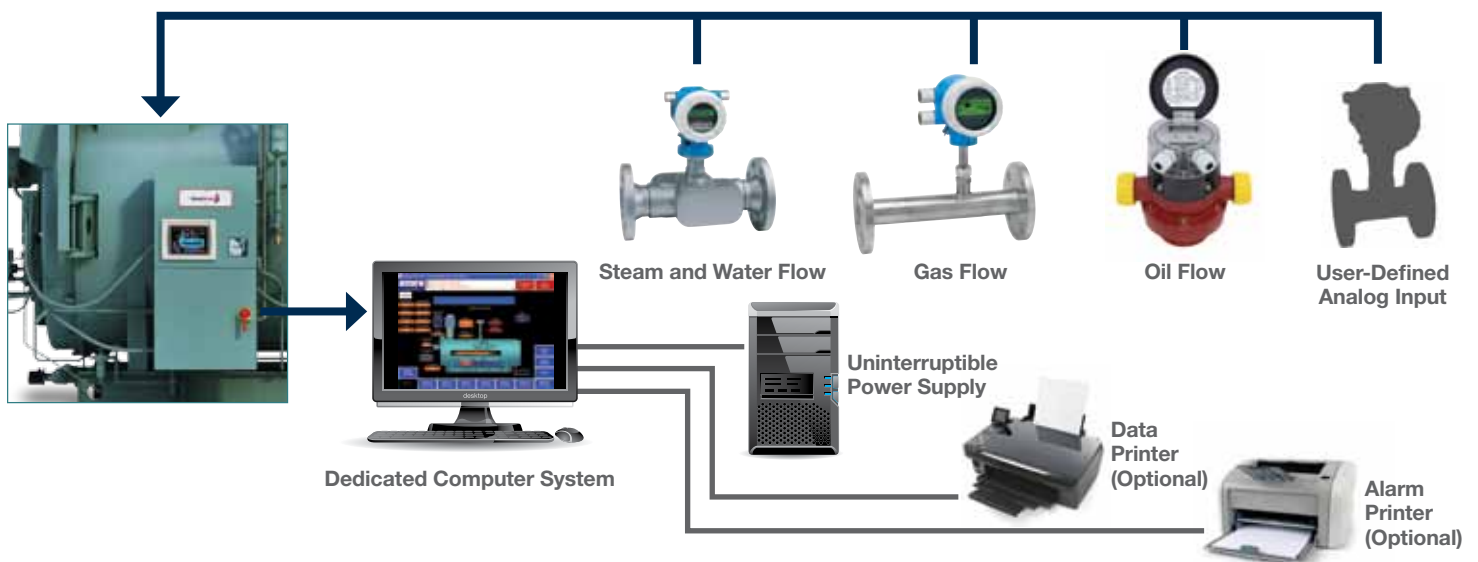 Steam and Water Flow
Gas Flow
Oil Flow
User-Defined
Analog Input
desktop
Dedicated Computer System
Uninterruptible
Power Supply
Data
Printer
(Optional)
Alarm
Printer
(Optional)